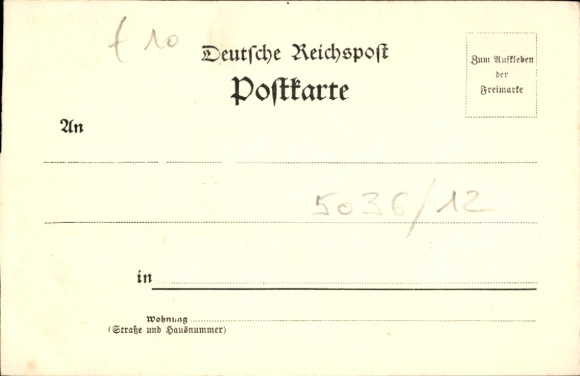 £ 10
Deutsche Reichspost
Postkarte
Zum Aufkleben
der
Freimarke
An
5036/12
in
Wohnung
(Straße und Hausnummer)